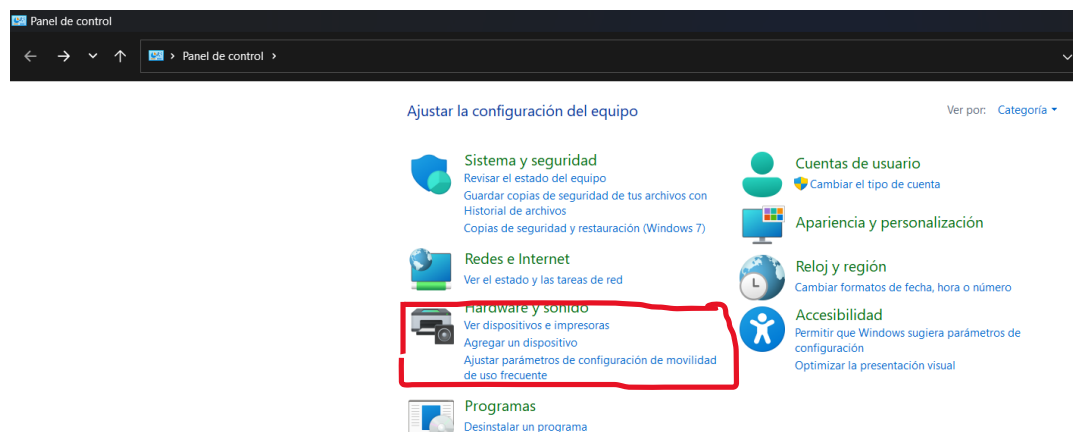 Panel de control
Panel de control
Ajustar la configuración del equipo
Ver por: Categoría
Sistema y seguridad
Revisar el estado del equipo
Guardar copias de seguridad de tus archivos con
Historial de archivos
Copias de seguridad y restauración (Windows 7)
Redes e Internet
Ver el estado y las tareas de red
Hardware y sonido
Ver dispositivos e impresoras
Agregar un dispositivo
Ajustar parámetros de configuración de movilidad
de uso frecuente
Programas
Desinstalar un programa
Cuentas de usuario
Cambiar el tipo de cuenta
Apariencia y personalización
Reloj y región
Cambiar formatos de fecha, hora o número
Accesibilidad
Permitir que Windows sugiera parámetros de
configuración
Optimizar la presentación visual